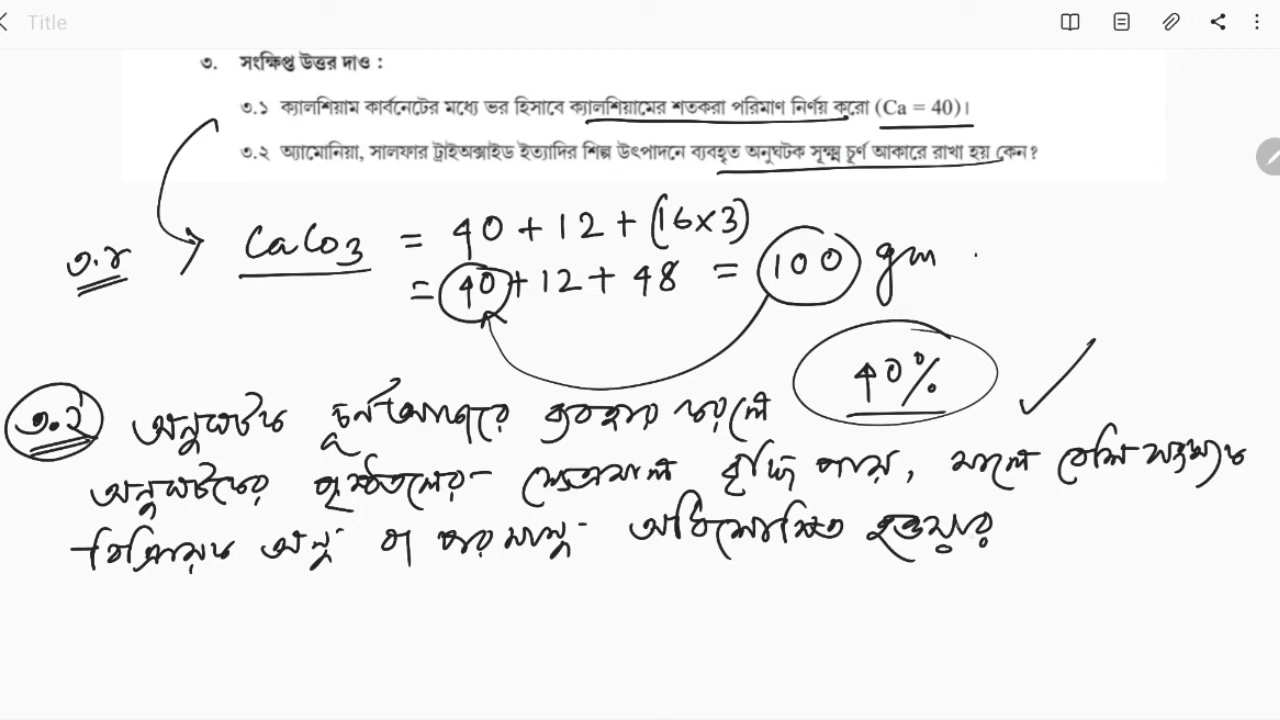 Title
৩. সংক্ষিপ্ত উত্তর দাও :
৩.১ ক্যালশিয়াম কার্বনেটের মধ্যে ভর হিসাবে ক্যালশিয়ামের শতকরা পরিমাণ নির্ণয় করো (Ca = 40)।
৩.২ অ্যামোনিয়া, সালফার ট্রাইঅক্সাইড ইত্যাদির শিল্প উৎপাদনে ব্যবহৃত অনুঘটক সূক্ষ্ম চূর্ণ আকারে রাখা হয় কেন?
৩.১ CaCO3 = 40 + 12 + (16×3)
= 40 + 12 + 48 = 100 gm
40%
৩.২ অনুঘটক চূর্ণ আকারে ব্যবহার করলে
অনুঘটকের পৃষ্ঠতলের ক্ষেত্রফল বৃদ্ধি পায়, ফলে বেশি সংখ্যক
বিক্রিয়ক অনু বা পরমানু অধিশোষিত হওয়ার